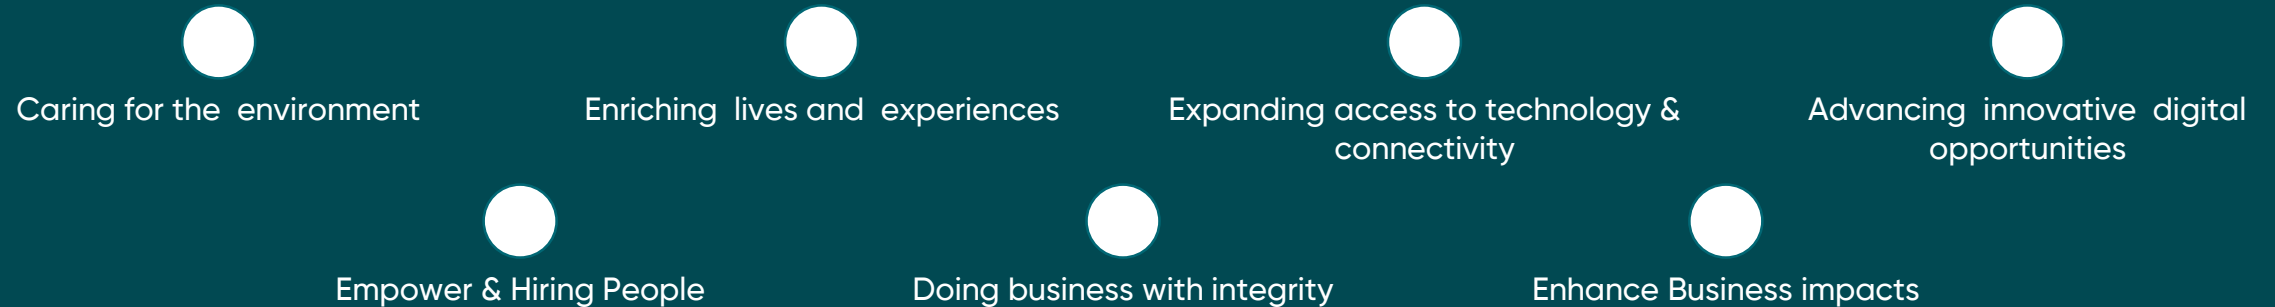 Caring for the environment
Enriching lives and experiences
Expanding access to technology &
connectivity
Advancing innovative digital
opportunities
Empower & Hiring People
Doing business with integrity
Enhance Business impacts